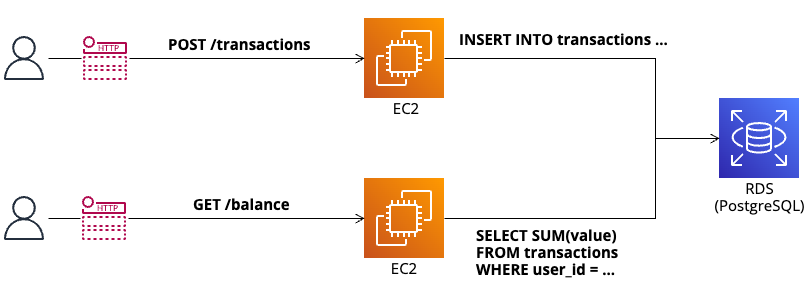 HTTP
POST /transactions
EC2
INSERT INTO transactions ...
RDS
(PostgreSQL)
HTTP
GET /balance
EC2
SELECT SUM(value)
FROM transactions
WHERE user_id = ...